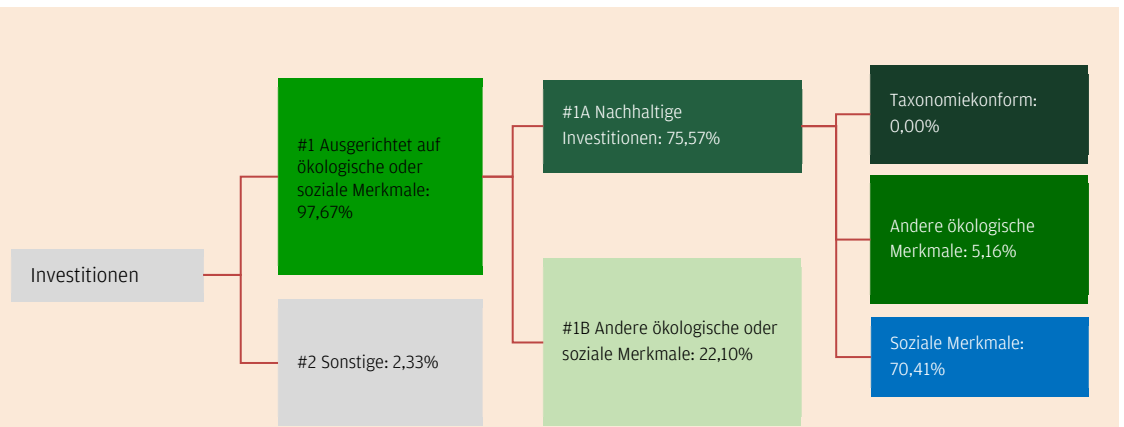 Investitionen
#1 Ausgerichtet auf
ökologische oder
soziale Merkmale:
97,67%
#2 Sonstige: 2,33%
#1A Nachhaltige
Investitionen: 75,57%
#1B Andere ökologische oder
soziale Merkmale: 22,10%
Taxonomiekonform:
0,00%
Andere ökologische
Merkmale: 5,16%
Soziale Merkmale:
70,41%